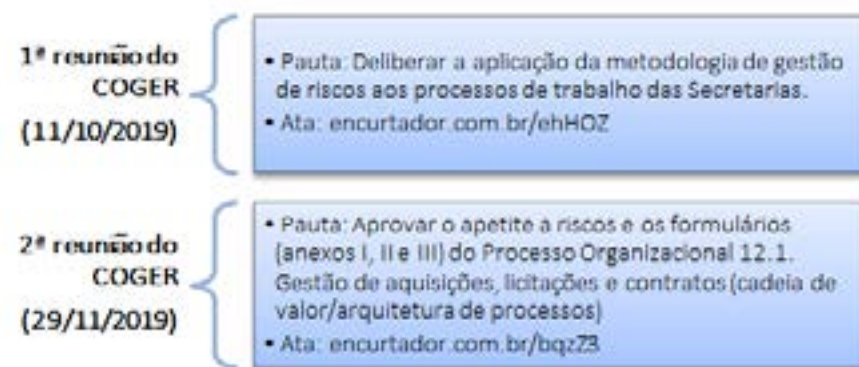 1ª reunião do
COGER
(11/10/2019)
• Pauta: Deliberar a aplicação da metodologia de gestão
de riscos aos processos de trabalho das Secretarias.
• Ata: encurtador.com.br/ehHOZ
2ª reunião do
COGER
(29/11/2019)
• Pauta: Aprovar o apetite a riscos e os formulários
(anexos I, II e III) do Processo Organizacional 12.1.
Gestão de aquisições, licitações e contratos (cadeia de
valor/arquitetura de processos)
• Ata: encurtador.com.br/bqzZ3